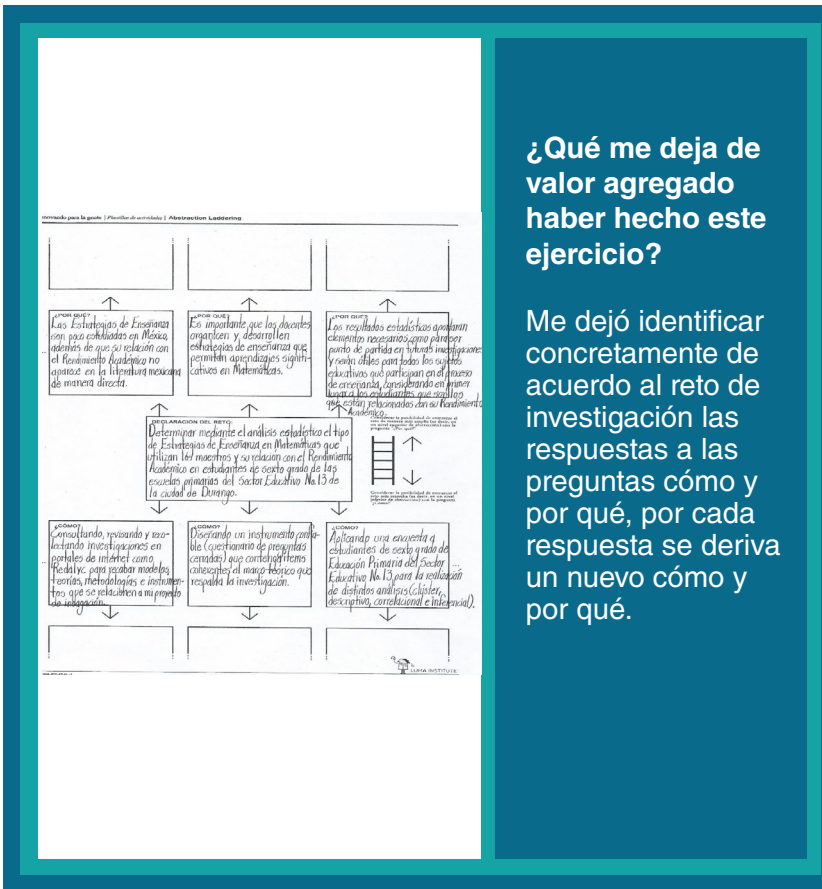 innovando para la gente | Plantillas de actividades | Abstraction Laddering
¿POR QUÉ?
Las Estrategias de Enseñanza
son poco estudiadas en México,
además de que su relación con
el Rendimiento Académico no
aparece en la literatura mexicana
de manera directa.
¿POR QUÉ?
Es importante que los docentes
organicen y desarrollen
estrategias de enseñanza que
permitan aprendizajes signifi-
cativos en Matemáticas.
¿POR QUÉ?
Los resultados estadísticos aportarán
elementos necesarios como para ser
punto de partida en futuras investigaciones
y serán útiles para todos los sujetos
educativos que participan en el proceso
de enseñanza, considerando en primer
lugar a los estudiantes que son los
que están relacionados con su Rendimiento
Académico.
DECLARACIÓN DEL RETO:
Determinar mediante el análisis estadístico el tipo
de Estrategias de Enseñanza en Matemáticas que
utilizan los maestros y su relación con el Rendimiento
Académico en estudiantes de sexto grado de las
escuelas primarias del Sector Educativo No.13 de
la ciudad de Durango.
¿CÓMO?
Consultando, revisando y reco-
lectando investigaciones en
portales de internet como
Redalyc para recabar modelos,
teorías, metodologías e instrumen-
tos que se relacionen a mi proyecto
de indagación.
¿CÓMO?
Diseñando un instrumento confia-
ble (cuestionario de preguntas
cerradas) que contenga ítems
coherentes al marco teórico que
respalda la investigación.
¿CÓMO?
Aplicando una encuesta a
estudiantes de sexto grado de
Educación Primaria del Sector
Educativo No.13 para la realización
de distintos análisis (clúster,
descriptivo, correlacional e inferencial).
LUMA INSTITUTE
¿Qué me deja de
valor agregado
haber hecho este
ejercicio?
Me dejó identificar
concretamente de
acuerdo al reto de
investigación las
respuestas a las
preguntas cómo y
por qué, por cada
respuesta se deriva
un nuevo cómo y
por qué.